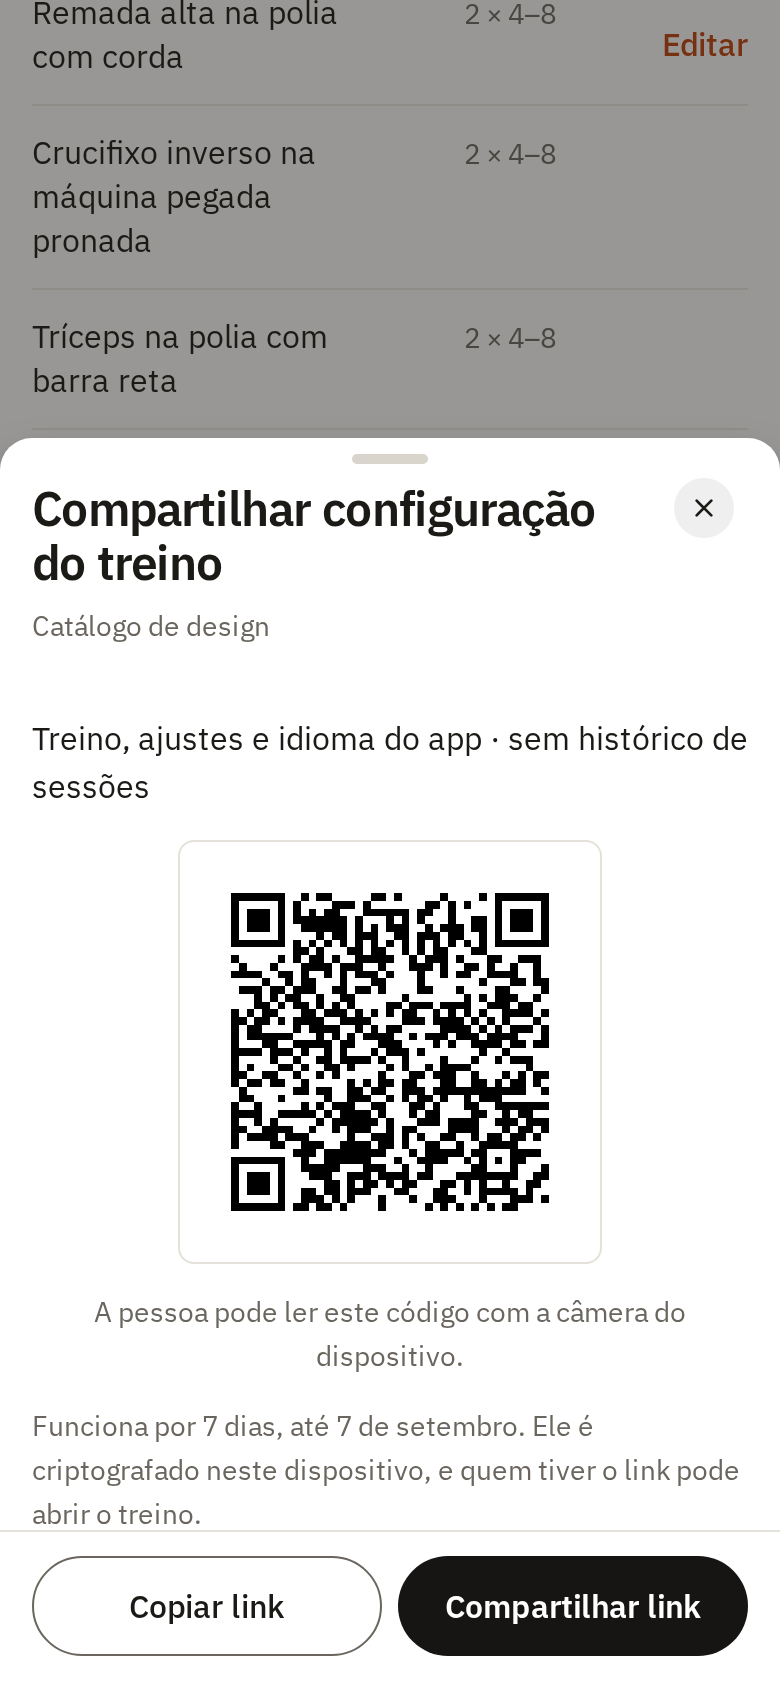 Remada alta na polia
com corda
2 × 4–8
Editar
Crucifixo inverso na
máquina pegada
pronada
2 × 4–8
Tríceps na polia com
barra reta
2 × 4–8
Compartilhar configuração
do treino
Catálogo de design
Treino, ajustes e idioma do app · sem histórico de
sessões
A pessoa pode ler este código com a câmera do
dispositivo.
Funciona por 7 dias, até 7 de setembro. Ele é
criptografado neste dispositivo, e quem tiver o link pode
abrir o treino.
Copiar link
Compartilhar link